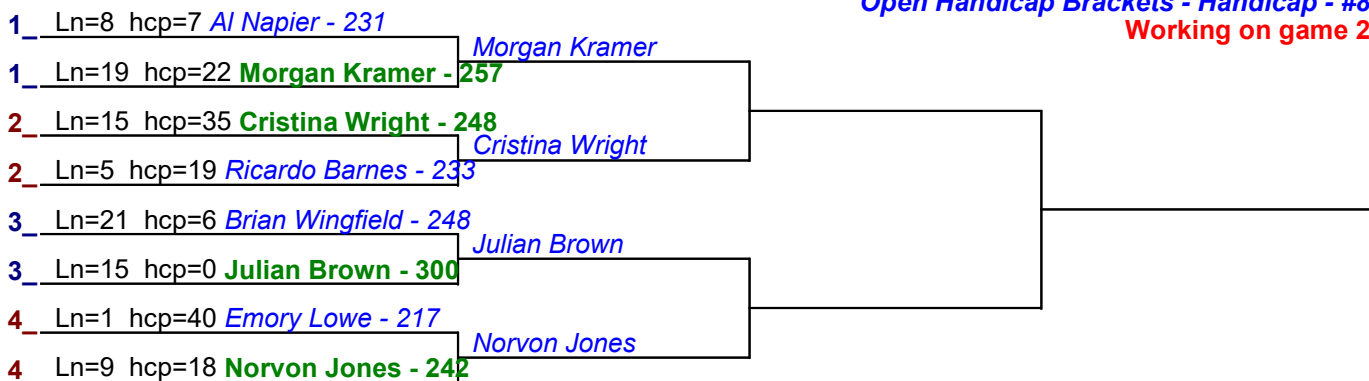 Open Handicap Brackets - Handicap - #8
Working on game 2
1_ Ln=8 hcp=7 Al Napier - 231
Morgan Kramer
1_ Ln=19 hcp=22 Morgan Kramer - 257
2_ Ln=15 hcp=35 Cristina Wright - 248
Cristina Wright
2_ Ln=5 hcp=19 Ricardo Barnes - 233
3_ Ln=21 hcp=6 Brian Wingfield - 248
Julian Brown
3_ Ln=15 hcp=0 Julian Brown - 300
4_ Ln=1 hcp=40 Emory Lowe - 217
Norvon Jones
4 Ln=9 hcp=18 Norvon Jones - 242